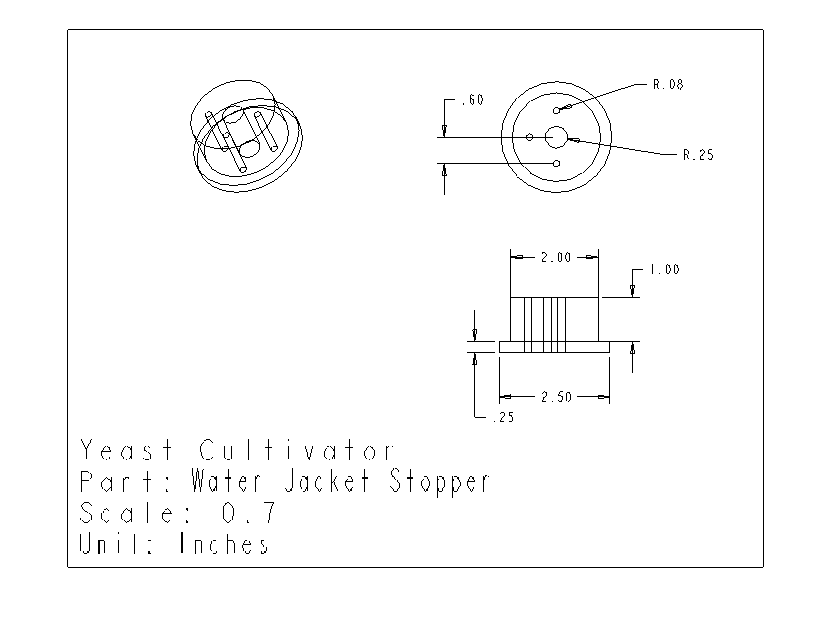 .60
R.08
R.25
2.00
1.00
2.50
.25
Yeast Cultivator
Part: Water Jacket Stopper
Scale: 0.7
Unit: Inches